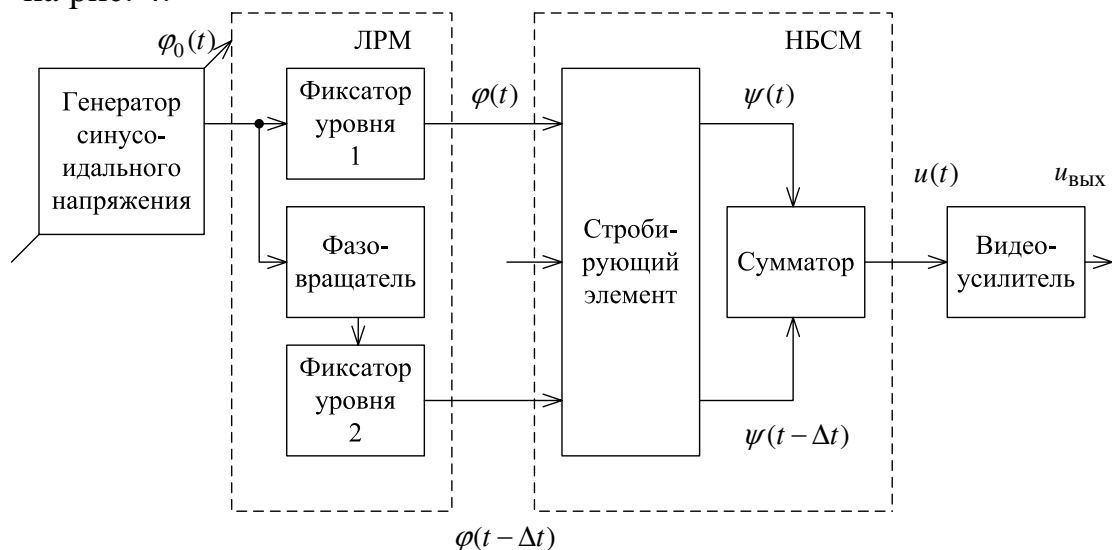 на рис. 4.
φ₀(t)
ЛРМ
НБСМ
Генератор
синусо-
идального
напряжения
Фиксатор
уровня
1
φ(t)
ψ(t)
Фазо-
вращатель
Фиксатор
уровня
2
Строби-
рующий
элемент
Сумматор
u(t)
u вых
Видео-
усилитель
ψ(t − Δt)
φ(t − Δt)